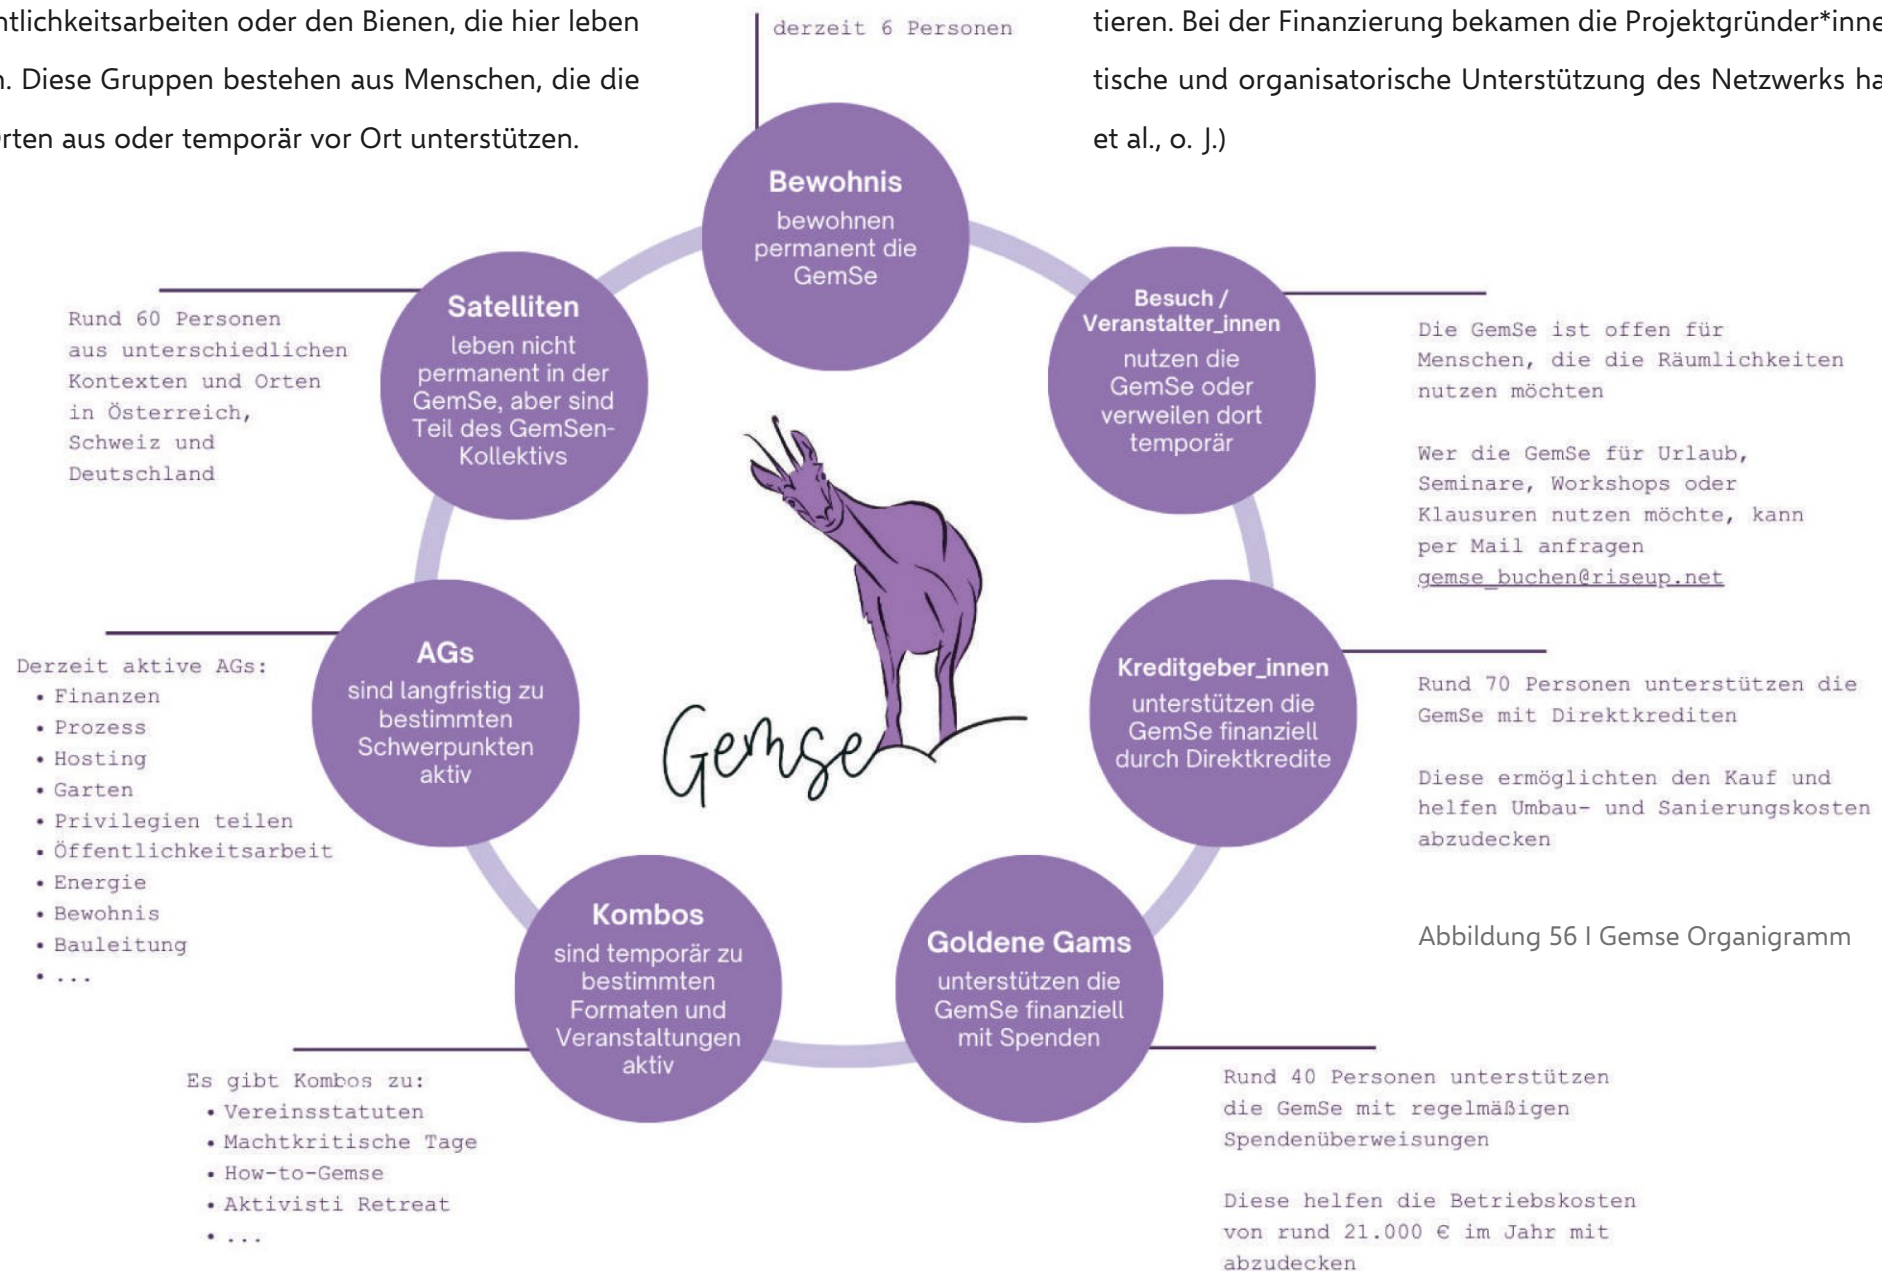 ntlichkeitsarbeiten oder den Bienen, die hier leben
n. Diese Gruppen bestehen aus Menschen, die die
rten aus oder temporär vor Ort unterstützen.
tieren. Bei der Finanzierung bekamen die Projektgründer*inne
tische und organisatorische Unterstützung des Netzwerks ha
et al., o. J.)
derzeit 6 Personen
Bewohnis
bewohnen
permanent die
GemSe
Besuch /
Veranstalter_innen
nutzen die
GemSe oder
verweilen dort
temporär
Die GemSe ist offen für
Menschen, die die Räumlichkeiten
nutzen möchten
Wer die GemSe für Urlaub,
Seminare, Workshops oder
Klausuren nutzen möchte, kann
per Mail anfragen
gemse_buchen@riseup.net
Kreditgeber_innen
unterstützen die
GemSe finanziell
durch Direktkredite
Rund 70 Personen unterstützen die
GemSe mit Direktkrediten
Diese ermöglichten den Kauf und
helfen Umbau- und Sanierungskosten
abzudecken
Goldene Gams
unterstützen die
GemSe finanziell
mit Spenden
Rund 40 Personen unterstützen
die GemSe mit regelmäßigen
Spendenüberweisungen
Diese helfen die Betriebskosten
von rund 21.000 € im Jahr mit
abzudecken
Kombos
sind temporär zu
bestimmten
Formaten und
Veranstaltungen
aktiv
Es gibt Kombos zu:
• Vereinsstatuten
• Machtkritische Tage
• How-to-Gemse
• Aktivisti Retreat
• ...
AGs
sind langfristig zu
bestimmten
Schwerpunkten
aktiv
Derzeit aktive AGs:
• Finanzen
• Prozess
• Hosting
• Garten
• Privilegien teilen
• Öffentlichkeitsarbeit
• Energie
• Bewohnis
• Bauleitung
• ...
Satelliten
leben nicht
permanent in der
GemSe, aber sind
Teil des GemSen-
Kollektivs
Rund 60 Personen
aus unterschiedlichen
Kontexten und Orten
in Österreich,
Schweiz und
Deutschland
Gemse
Abbildung 56 I Gemse Organigramm